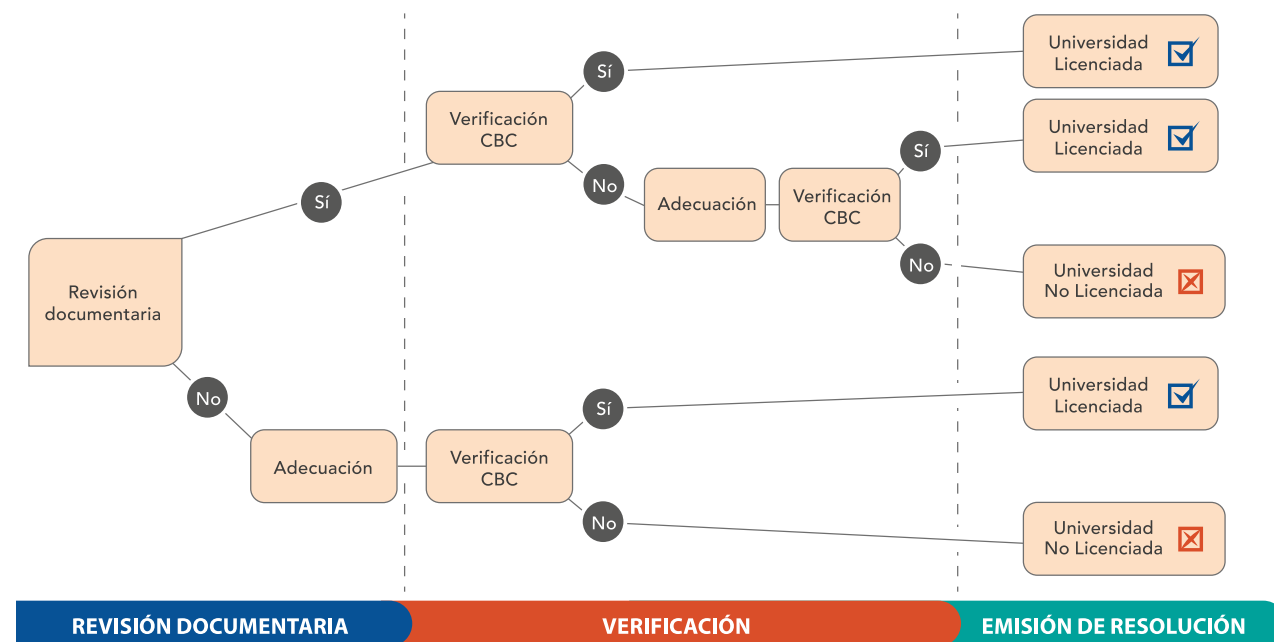 Universidad
Licenciada
Sí
Verificación
CBC
Universidad
Licenciada
Sí
No
Adecuación
Verificación
CBC
Sí
No
Universidad
No Licenciada
Revisión
documentaria
No
Universidad
Licenciada
Sí
Adecuación
Verificación
CBC
No
Universidad
No Licenciada
REVISIÓN DOCUMENTARIA
VERIFICACIÓN
EMISIÓN DE RESOLUCIÓN